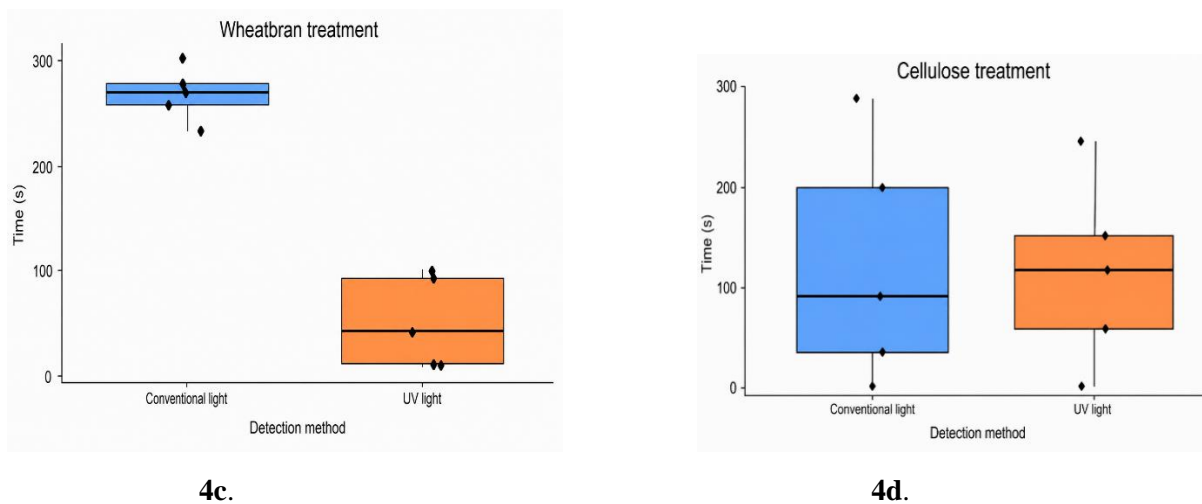 Wheatbran treatment
300
200
100
0
Time (s)
Conventional light
UV light
Detection method
4c.
Cellulose treatment
300
200
100
0
Time (s)
Conventional light
UV light
Detection method
4d.